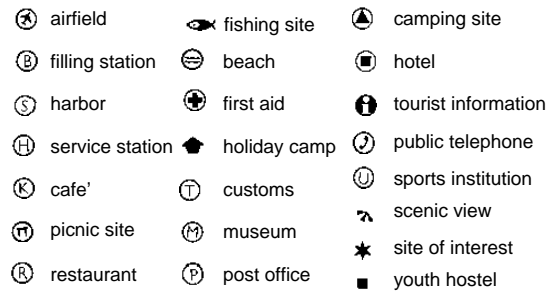 airfield fishing site camping site
B filling station beach hotel
S harbor first aid i tourist information
H service station holiday camp public telephone
K cafe' T customs U sports institution
picnic site M museum scenic view
R restaurant P post office site of interest
youth hostel